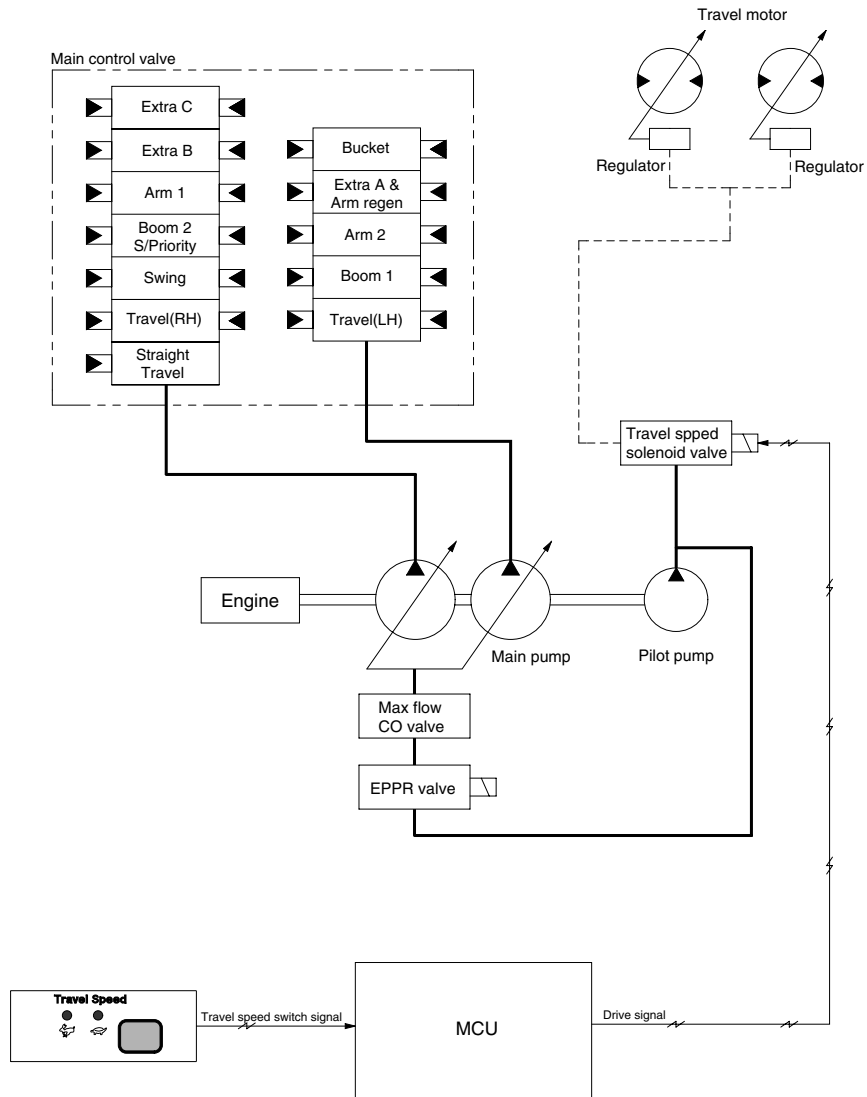 Travel motor
Main control valve
Extra C
Extra B
Arm 1
Boom 2
S/Priority
Swing
Travel(RH)
Straight
Travel
Bucket
Extra A &
Arm regen
Arm 2
Boom 1
Travel(LH)
Regulator
Regulator
Travel spped
solenoid valve
Engine
Main pump
Pilot pump
Max flow
CO valve
EPPR valve
Travel Speed
Travel speed switch signal
MCU
Drive signal